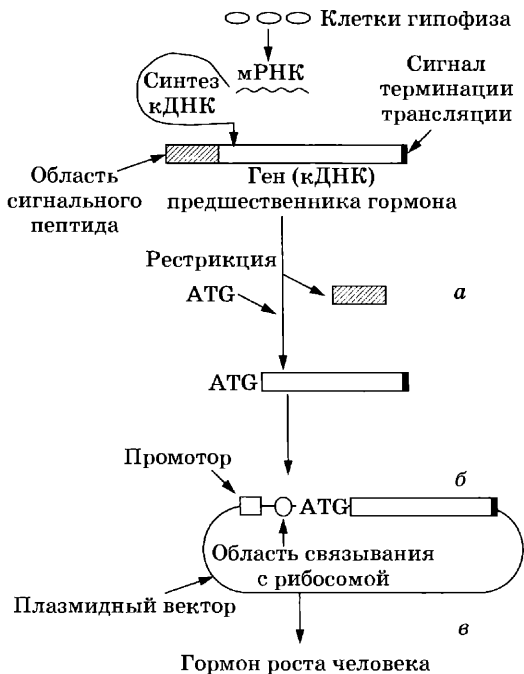 Клетки гипофиза
мРНК
Синтез
кДНК
Сигнал
терминации
трансляции
Область
сигнального
пептида
Ген (кДНК)
предшественника гормона
Рестрикция
ATG
а
ATG
Промотор
б
ATG
Область связывания
с рибосомой
Плазмидный вектор
в
Гормон роста человека